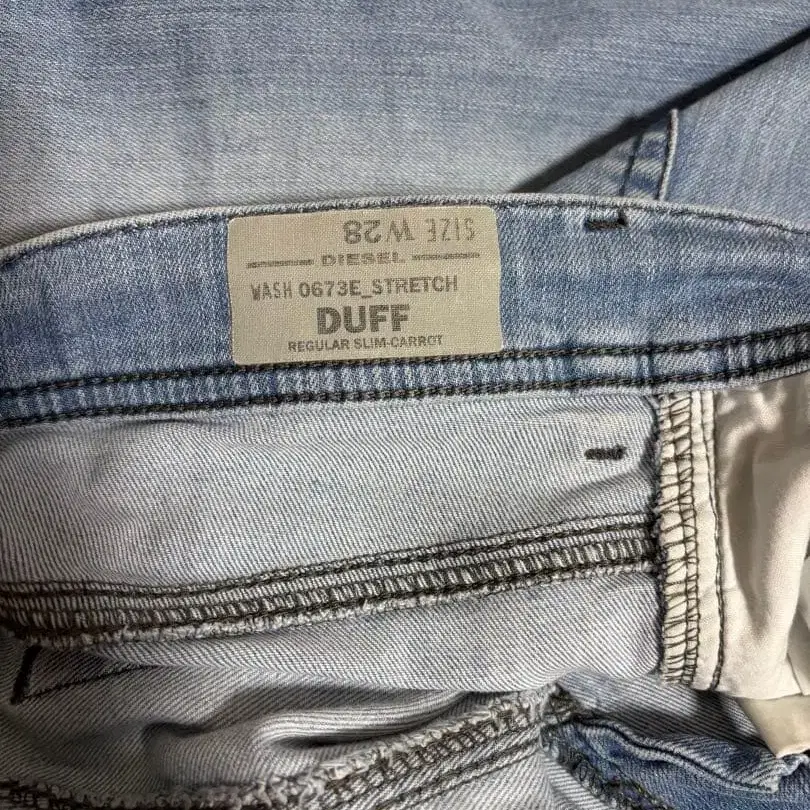 SIZE W28
DIESEL
WASH 0673E_STRETCH
DUFF
REGULAR SLIM-CARROT